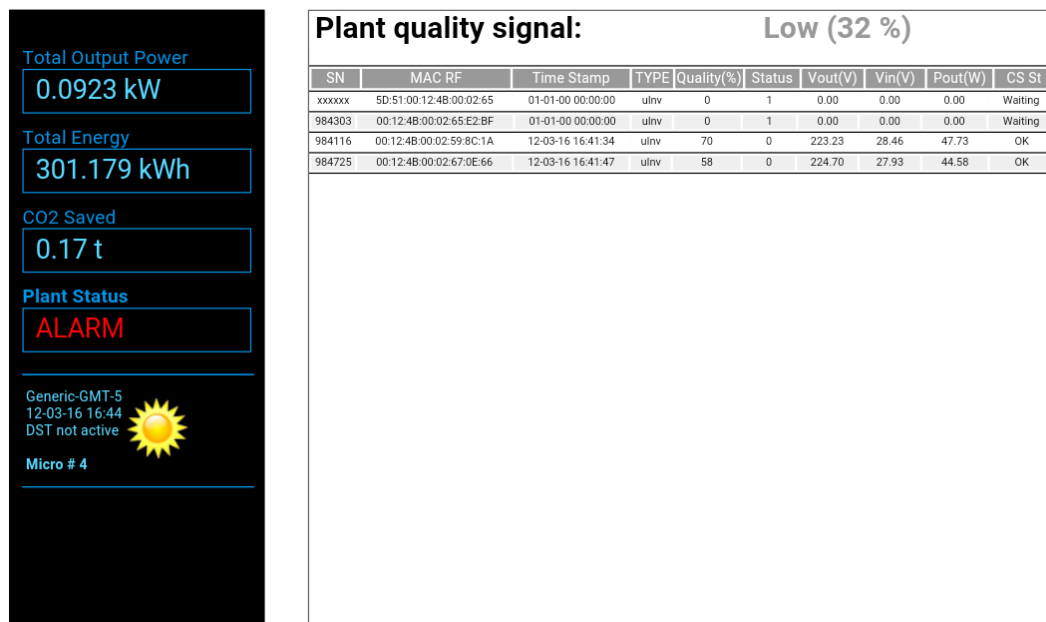 Total Output Power
0.0923 kW
Total Energy
301.179 kWh
CO2 Saved
0.17 t
Plant Status
ALARM
Generic-GMT-5
12-03-16 16:44
DST not active
Micro # 4
Plant quality signal: Low (32 %)
SN MAC RF Time Stamp TYPE Quality(%) Status Vout(V) Vin(V) Pout(W) CS St
xxxxxx 5D:51:00:12:4B:00:02:65 01-01-00 00:00:00 uInv 0 1 0.00 0.00 0.00 Waiting
984303 00:12:4B:00:02:65:E2:BF 01-01-00 00:00:00 uInv 0 1 0.00 0.00 0.00 Waiting
984116 00:12:4B:00:02:59:8C:1A 12-03-16 16:41:34 uInv 70 0 223.23 28.46 47.73 OK
984725 00:12:4B:00:02:67:0E:66 12-03-16 16:41:47 uInv 58 0 224.70 27.93 44.58 OK